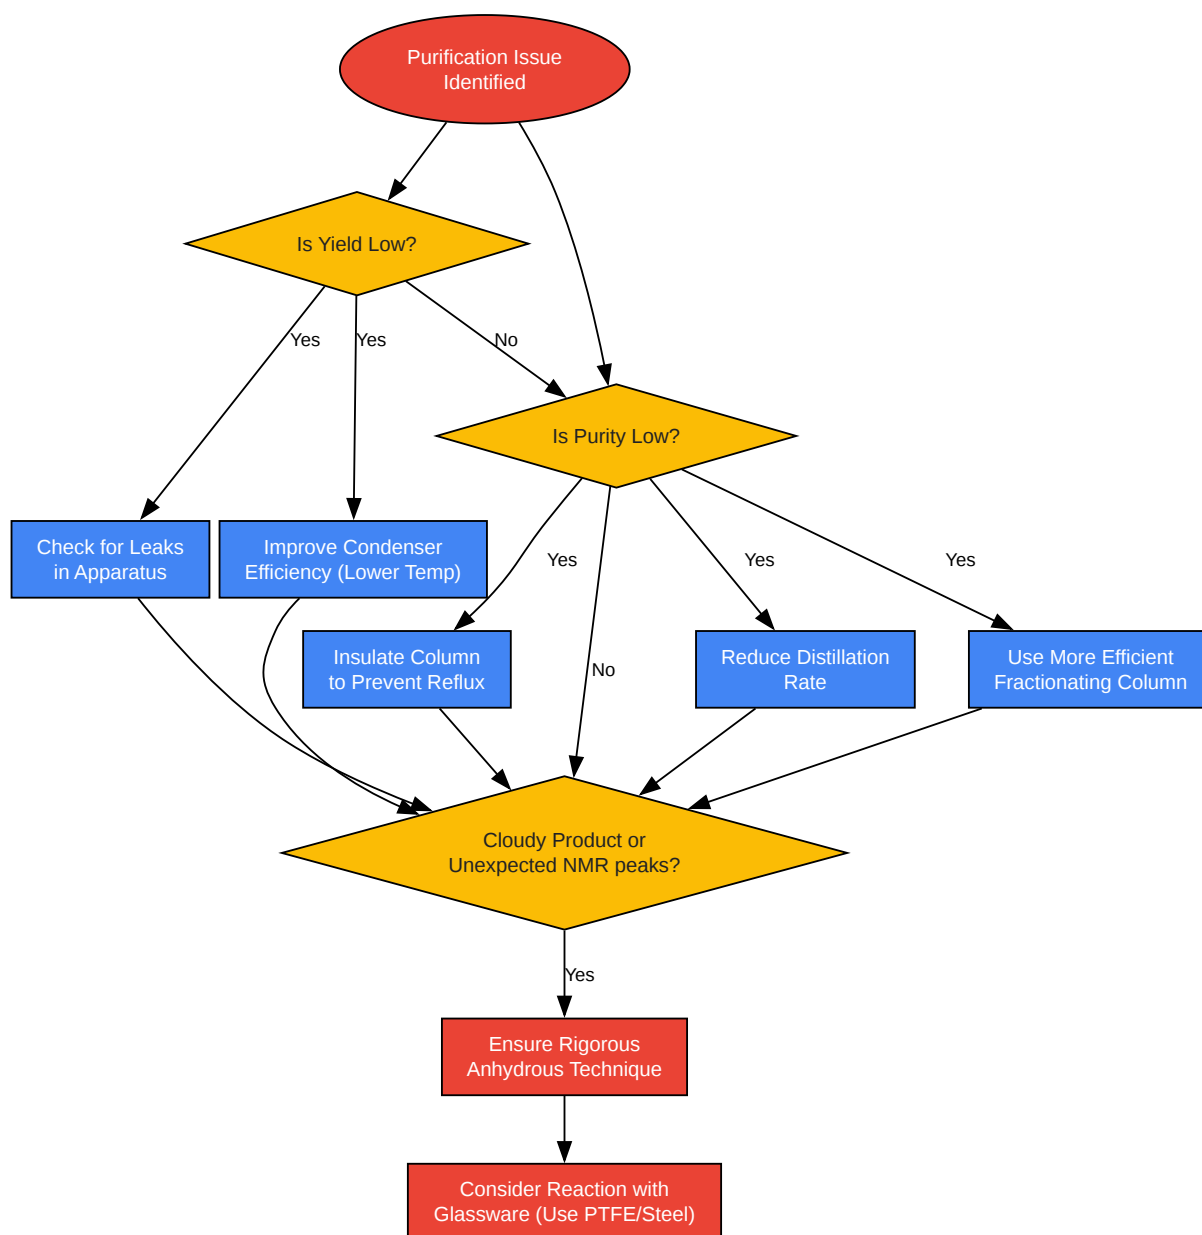 Purification Issue
Identified
Is Yield Low?
Yes
Yes
No
Is Purity Low?
Check for Leaks
in Apparatus
Improve Condenser
Efficiency (Lower Temp)
Yes
No
Yes
Yes
Insulate Column
to Prevent Reflux
Reduce Distillation
Rate
Use More Efficient
Fractionating Column
Cloudy Product or
Unexpected NMR peaks?
Yes
Ensure Rigorous
Anhydrous Technique
Consider Reaction with
Glassware (Use PTFE/Steel)